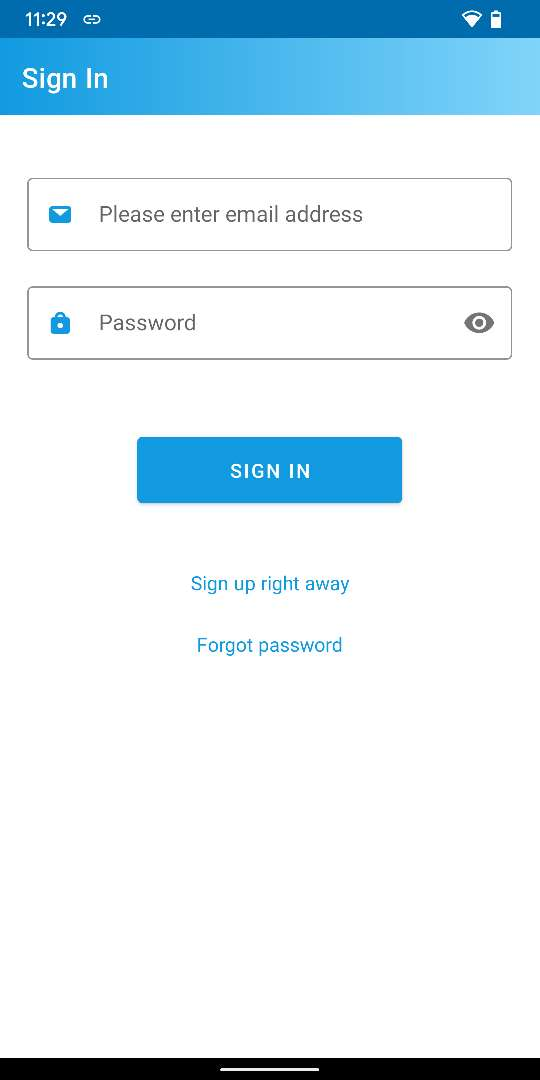 11:29
Sign In
Please enter email address
Password
SIGN IN
Sign up right away
Forgot password